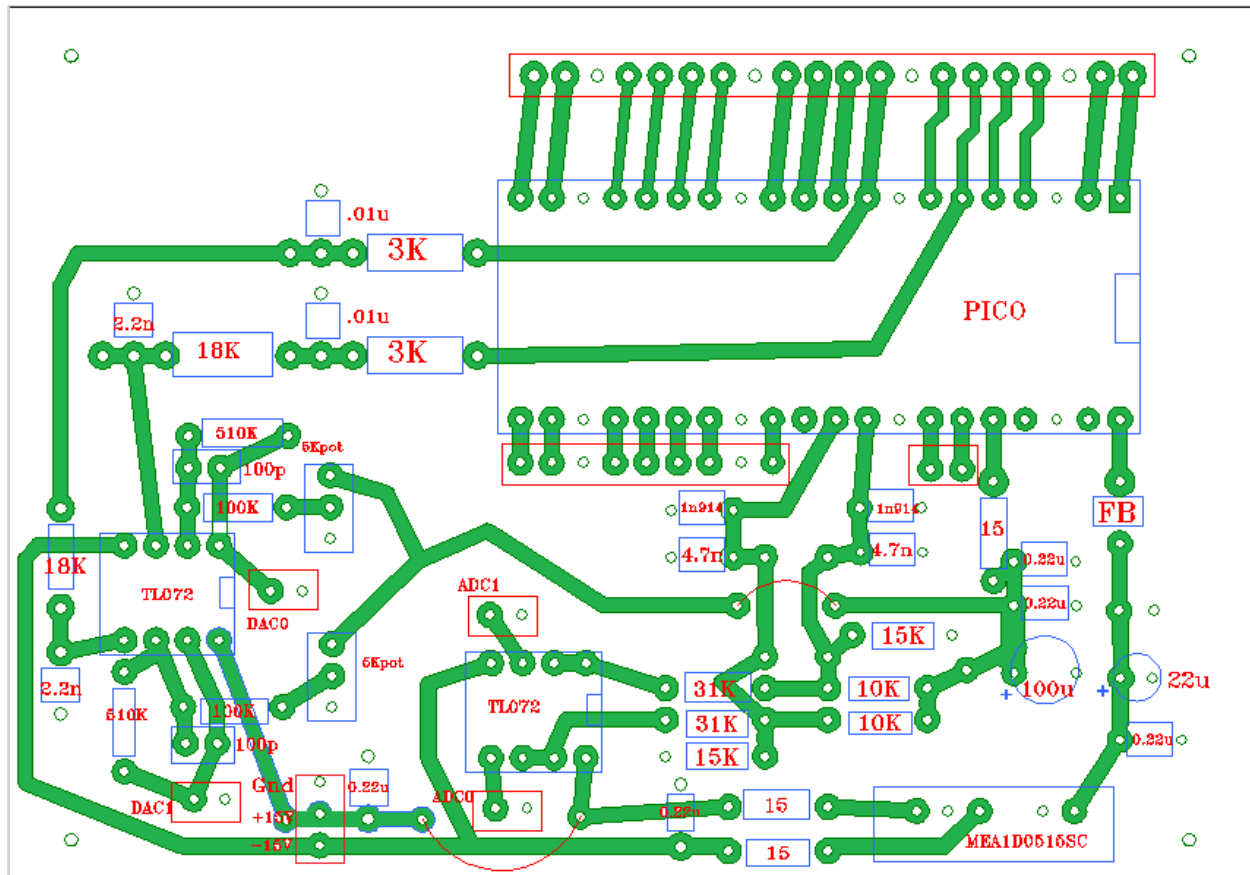 .01u
3K
PICO
2.2n
.01u
18K
3K
510K
5Kpot
100p
100K
1n914
1n914
15
FB
4.7n
4.7n
0.22u
18K
TL072
DAC0
ADC1
0.22u
15K
5Kpot
2.2n
510K
100K
TL072
31K
10K
+
100u
+
22u
31K
10K
100p
15K
0.22u
DAC1
Gnd
0.22u
ADC0
+15V
0.22u
15
-15V
15
MEA1D0515SC